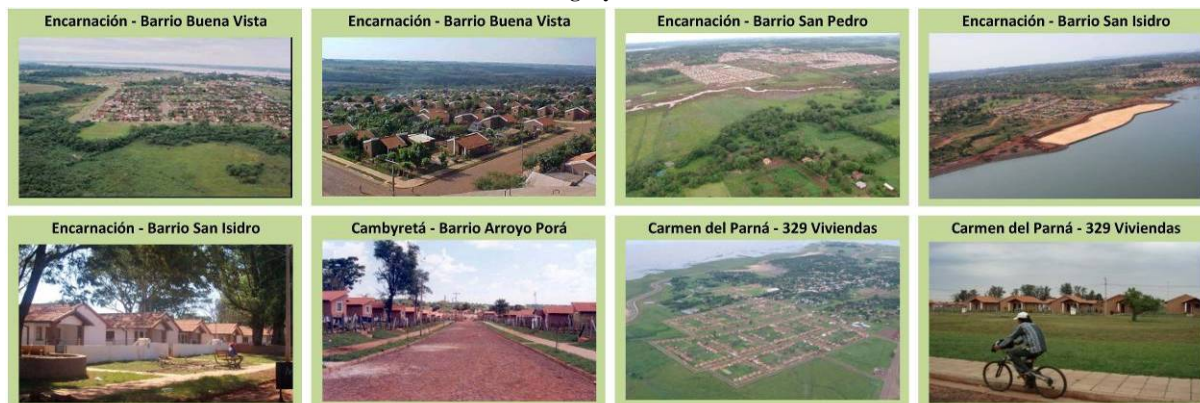 Encarnación - Barrio Buena Vista
Encarnación - Barrio Buena Vista
Encarnación - Barrio San Pedro
Encarnación - Barrio San Isidro
Encarnación - Barrio San Isidro
Cambyretá - Barrio Arroyo Porá
Carmen del Parná - 329 Viviendas
Carmen del Parná - 329 Viviendas